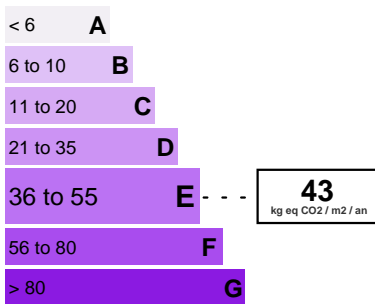 < 6 A
6 to 10 B
11 to 20 C
21 to 35 D
36 to 55 E
43
kg eq CO2 / m2 / an
56 to 80 F
> 80 G